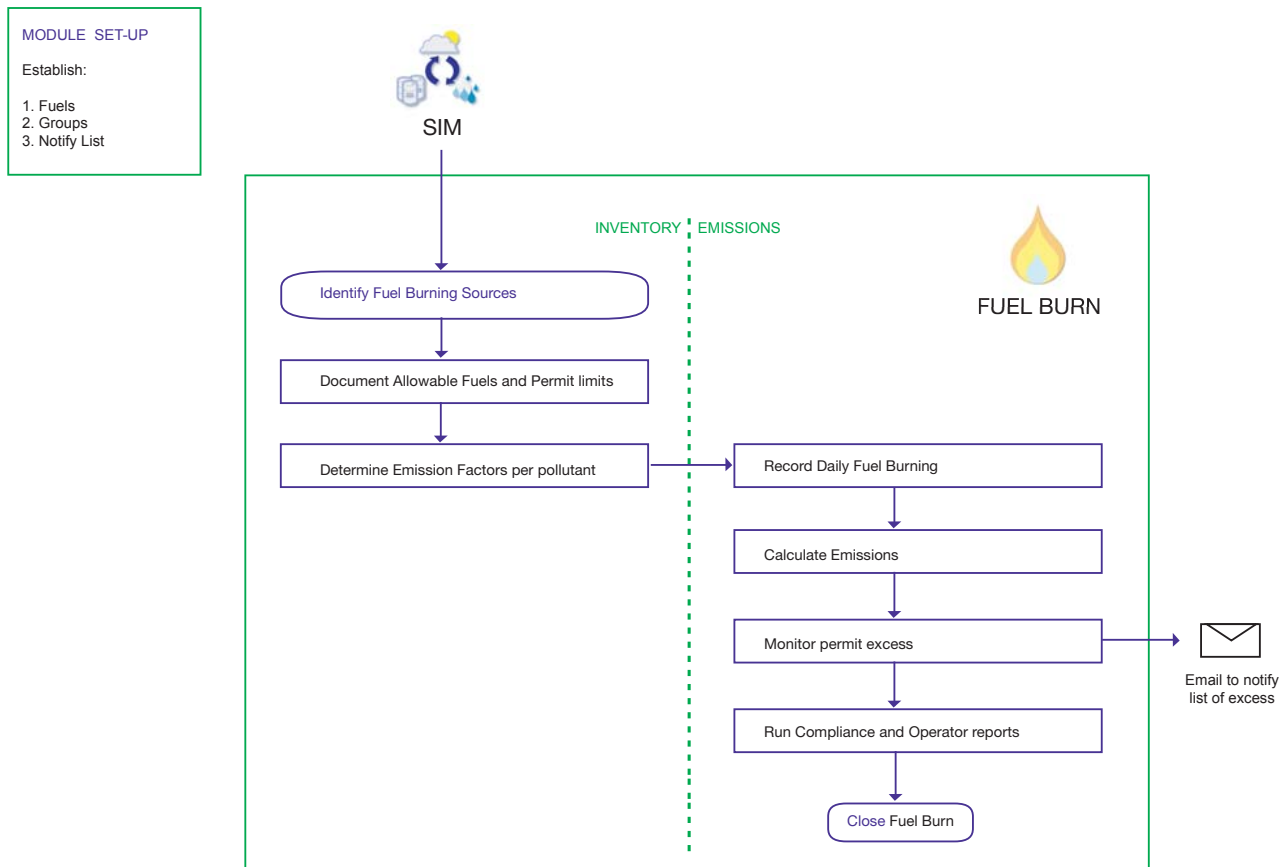 MODULE SET-UP
Establish:
1. Fuels
2. Groups
3. Notify List
SIM
INVENTORY
EMISSIONS
FUEL BURN
Identify Fuel Burning Sources
Document Allowable Fuels and Permit limits
Determine Emission Factors per pollutant
Record Daily Fuel Burning
Calculate Emissions
Monitor permit excess
Email to notify
list of excess
Run Compliance and Operator reports
Close Fuel Burn